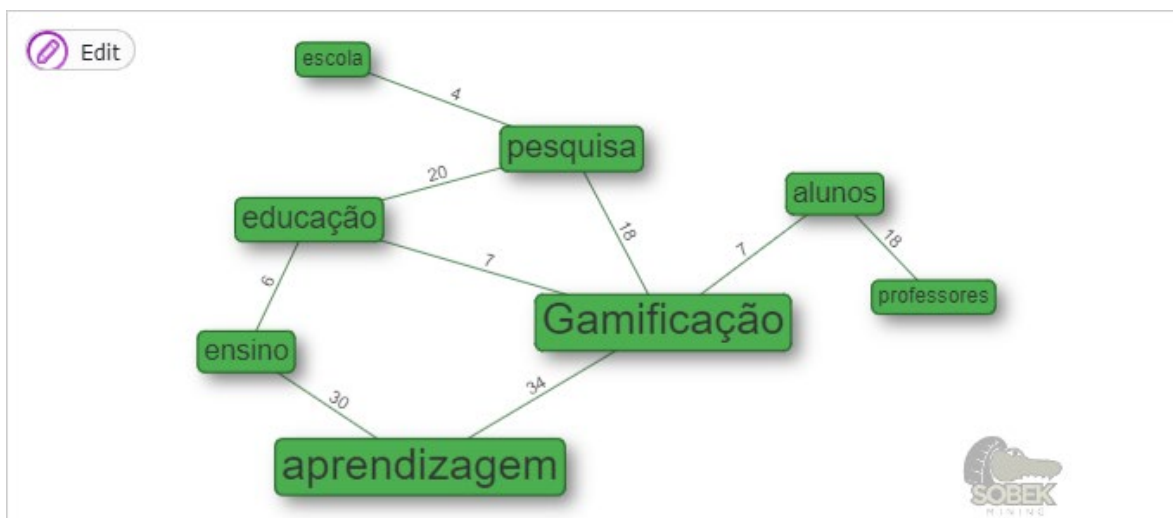 Edit
escola
4
pesquisa
20
alunos
educação
18
7
18
7
professores
6
Gamificação
ensino
34
30
aprendizagem
SOBEK
MINING